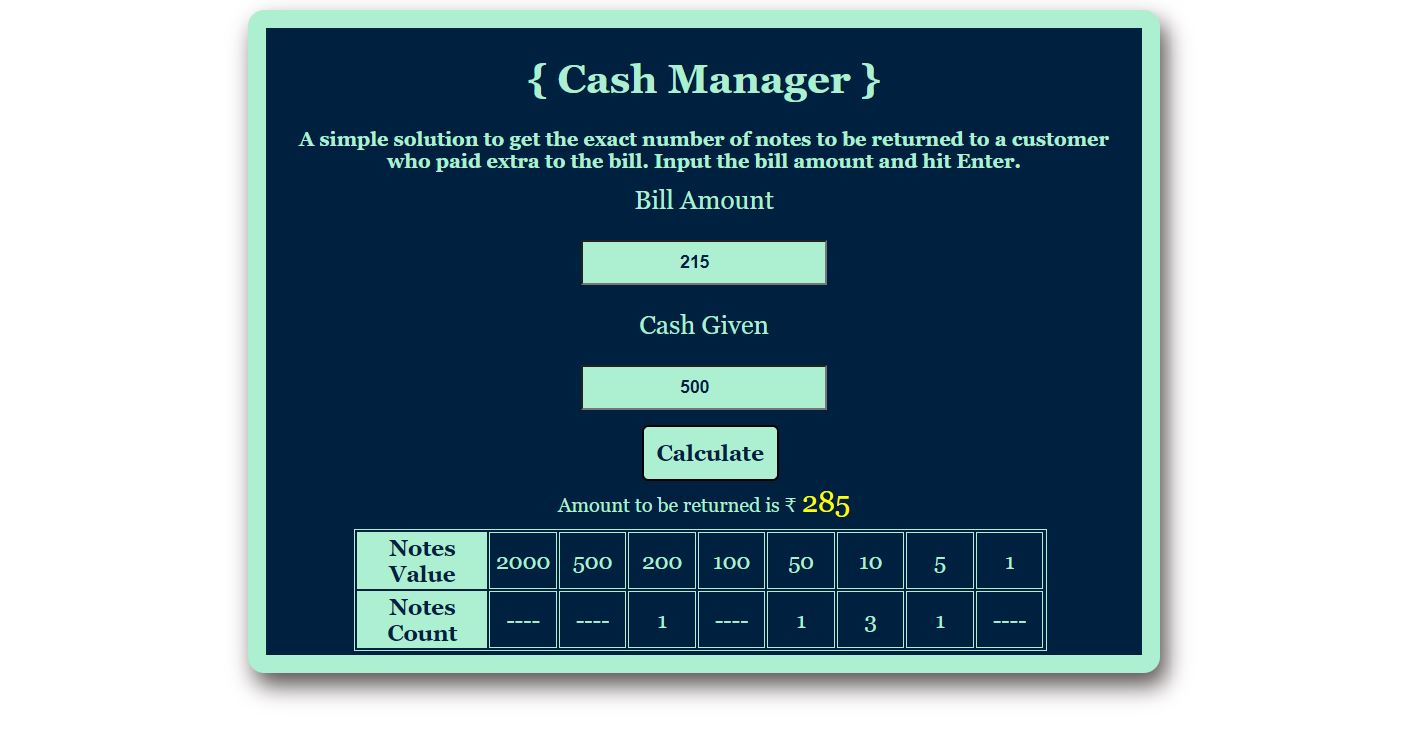 { Cash Manager }
A simple solution to get the exact number of notes to be returned to a customer
who paid extra to the bill. Input the bill amount and hit Enter.
Bill Amount
215
Cash Given
500
Calculate
Amount to be returned is ₹ 285
Notes Value 2000 500 200 100 50 10 5 1
Notes Count ---- ---- 1 ---- 1 3 1 ----